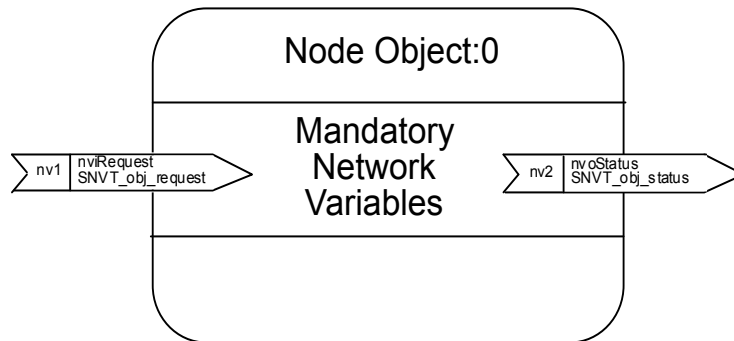 Node Object:0
Mandatory
Network
Variables
nv1
nviRequest
SNVT_obj_request
nv2
nvoStatus
SNVT_obj_status